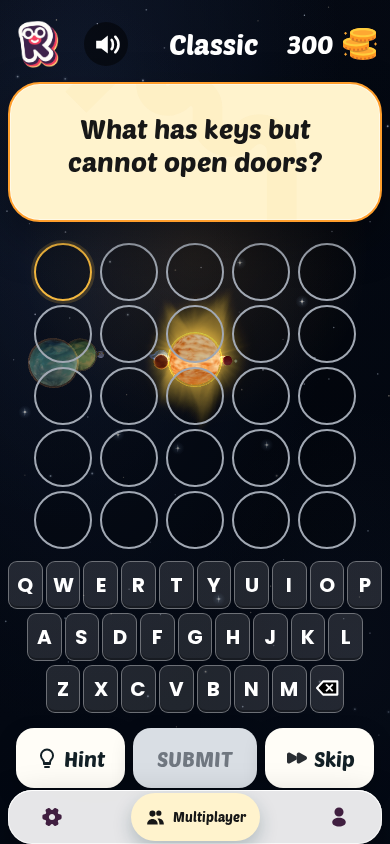 R
Classic 300
What has keys but
cannot open doors?
Q W E R T Y U I O P
A S D F G H J K L
Z X C V B N M
Hint SUBMIT Skip
Multiplayer